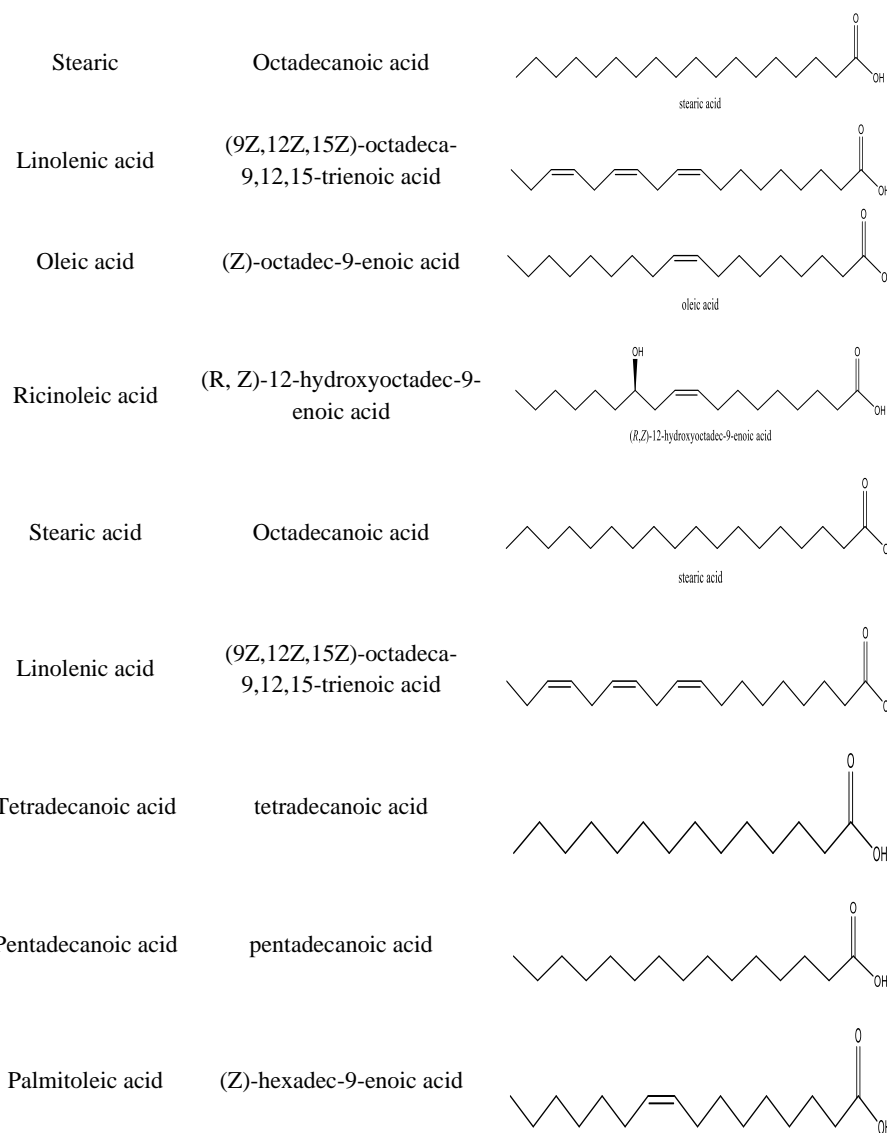 Stearic
Octadecanoic acid
O
OH
stearic acid
Linolenic acid
(9Z,12Z,15Z)-octadeca-
9,12,15-trienoic acid
O
OH
Oleic acid
(Z)-octadec-9-enoic acid
O
O
oleic acid
Ricinoleic acid
(R, Z)-12-hydroxyoctadec-9-
enoic acid
OH
O
OH
(R,Z)-12-hydroxyoctadec-9-enoic acid
Stearic acid
Octadecanoic acid
O
stearic acid
Linolenic acid
(9Z,12Z,15Z)-octadeca-
9,12,15-trienoic acid
O
Tetradecanoic acid
tetradecanoic acid
O
OH
Pentadecanoic acid
pentadecanoic acid
O
OH
Palmitoleic acid
(Z)-hexadec-9-enoic acid
O
OH